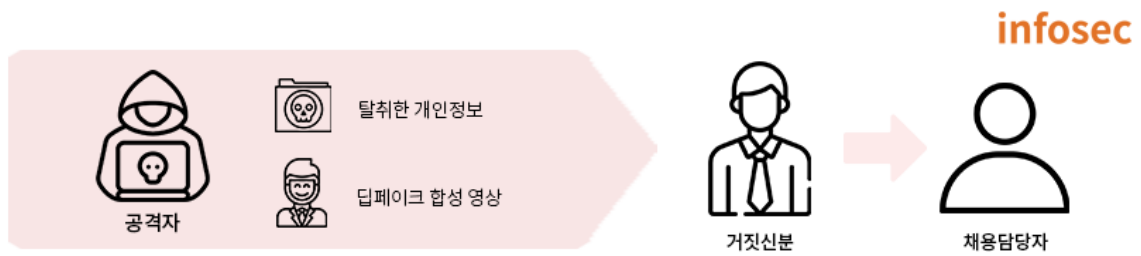 infosec
탈취한 개인정보
딥페이크 합성 영상
공격자
거짓신분
채용담당자